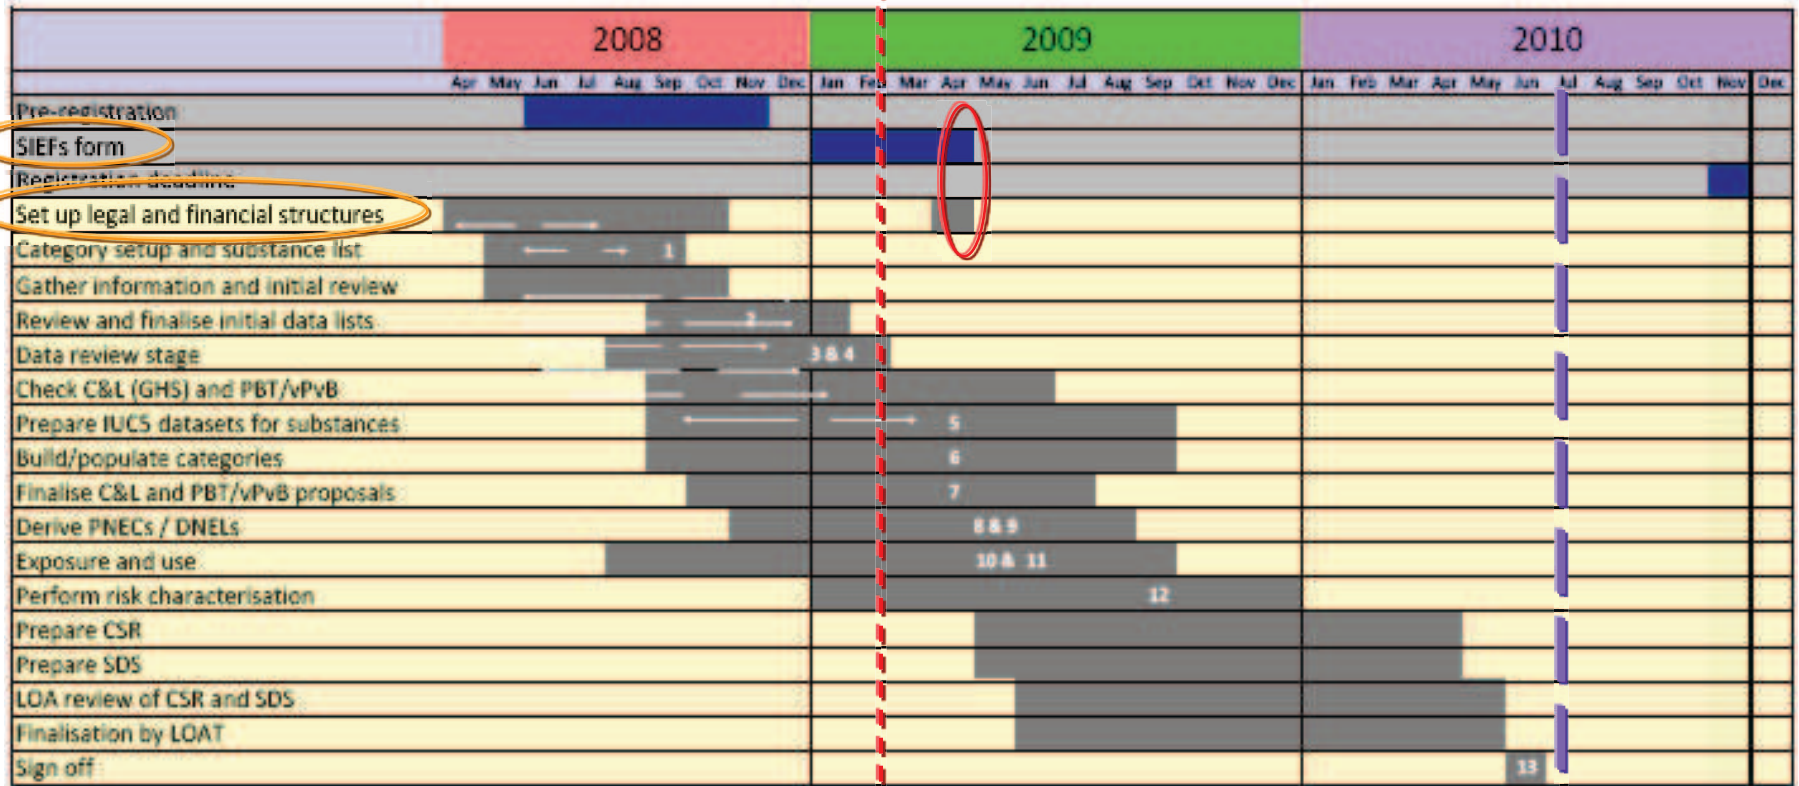 2008 2009 2010
Apr May Jun Jul Aug Sep Oct Nov Dec Jan Feb Mar Apr May Jun Jul Aug Sep Oct Nov Dec Jan Feb Mar Apr May Jun Jul Aug Sep Oct Nov Dec
Pre-registration
SIEFs form
Registration deadline
Set up legal and financial structures
Category setup and substance list 1
Gather information and initial review
Review and finalise initial data lists 2
Data review stage 3 & 4
Check C&L (GHS) and PBT/vPvB
Prepare IUC5 datasets for substances 5
Build/populate categories 6
Finalise C&L and PBT/vPvB proposals 7
Derive PNECs / DNELs 8 & 9
Exposure and use 10 & 11
Perform risk characterisation 12
Prepare CSR
Prepare SDS
LOA review of CSR and SDS
Finalisation by LOAT
Sign off 13